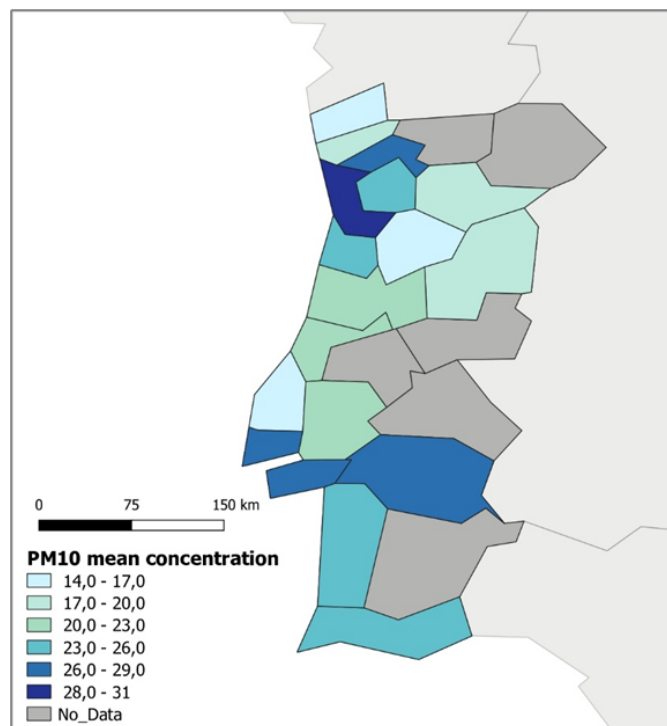 0 75 150 km
PM10 mean concentration
14,0 - 17,0
17,0 - 20,0
20,0 - 23,0
23,0 - 26,0
26,0 - 29,0
28,0 - 31
No_Data